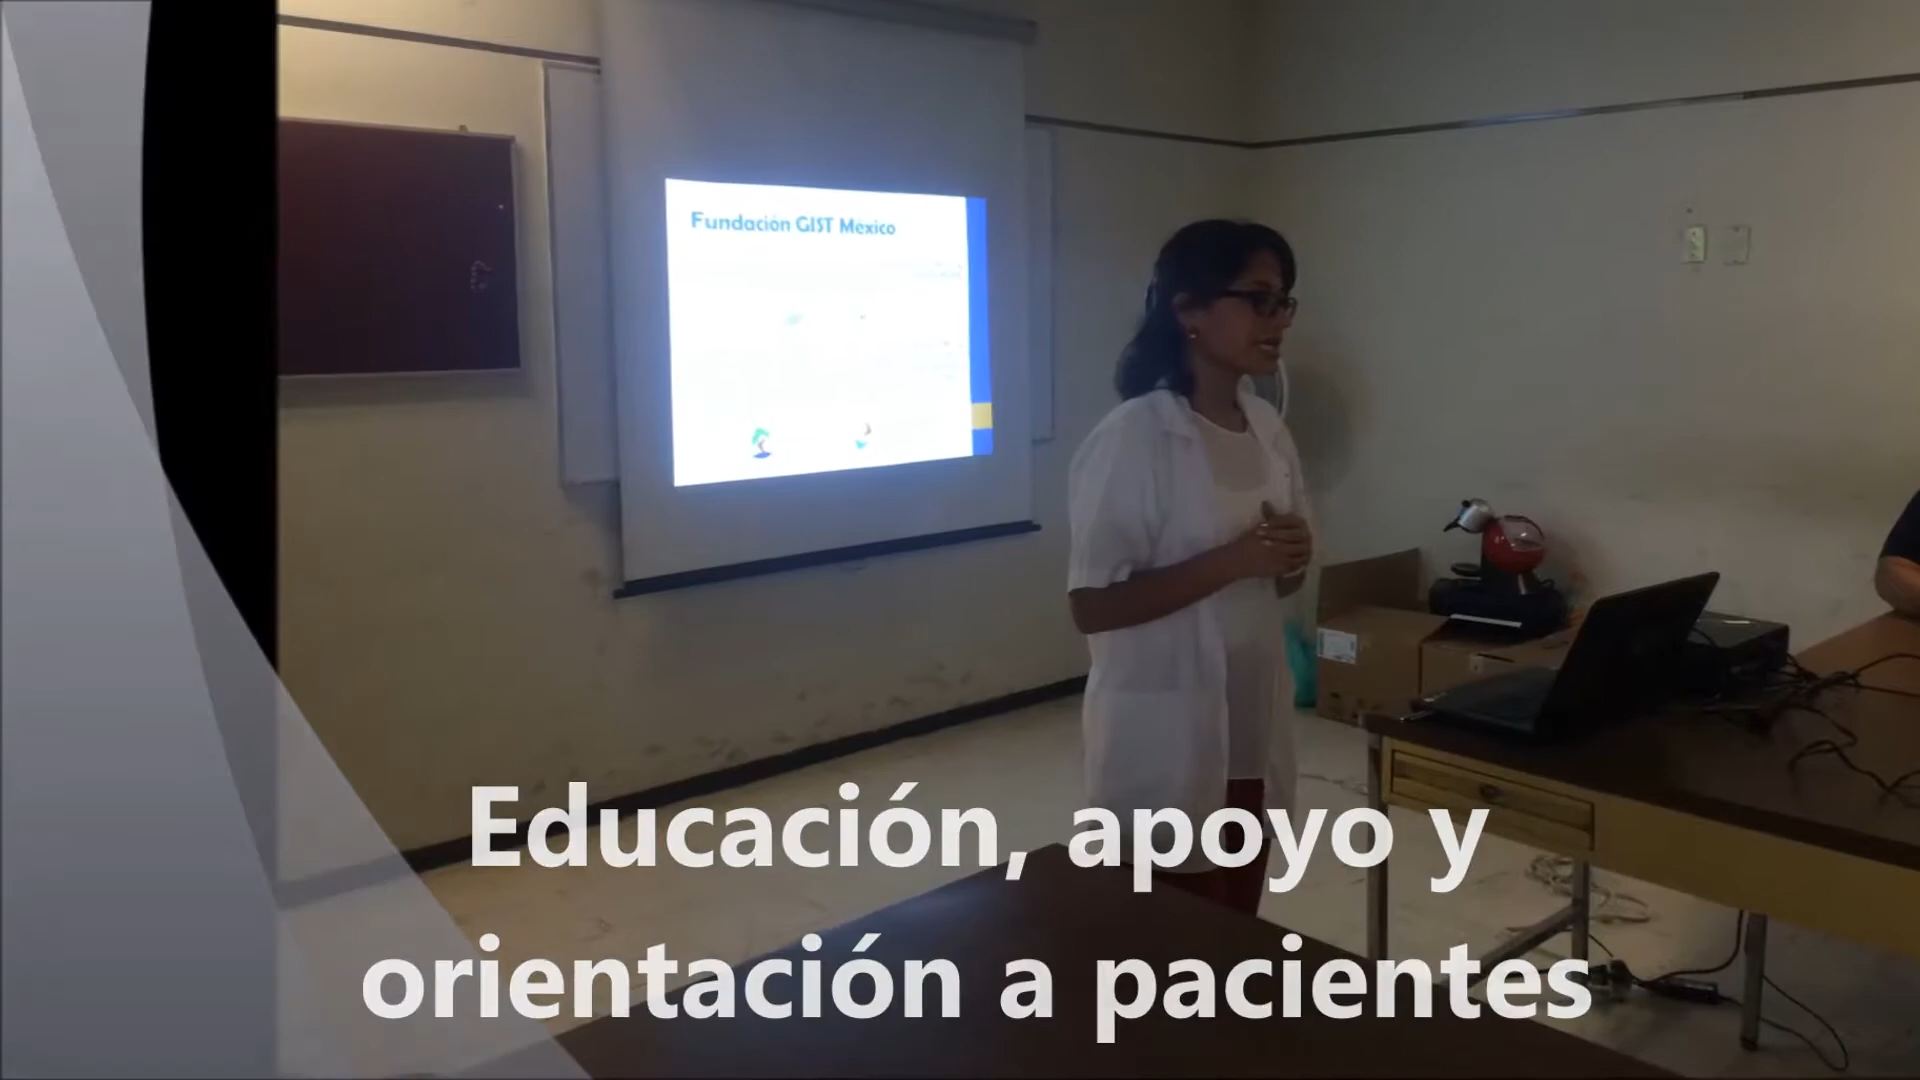 Fundación GIST México
Educación, apoyo y
orientación a pacientes